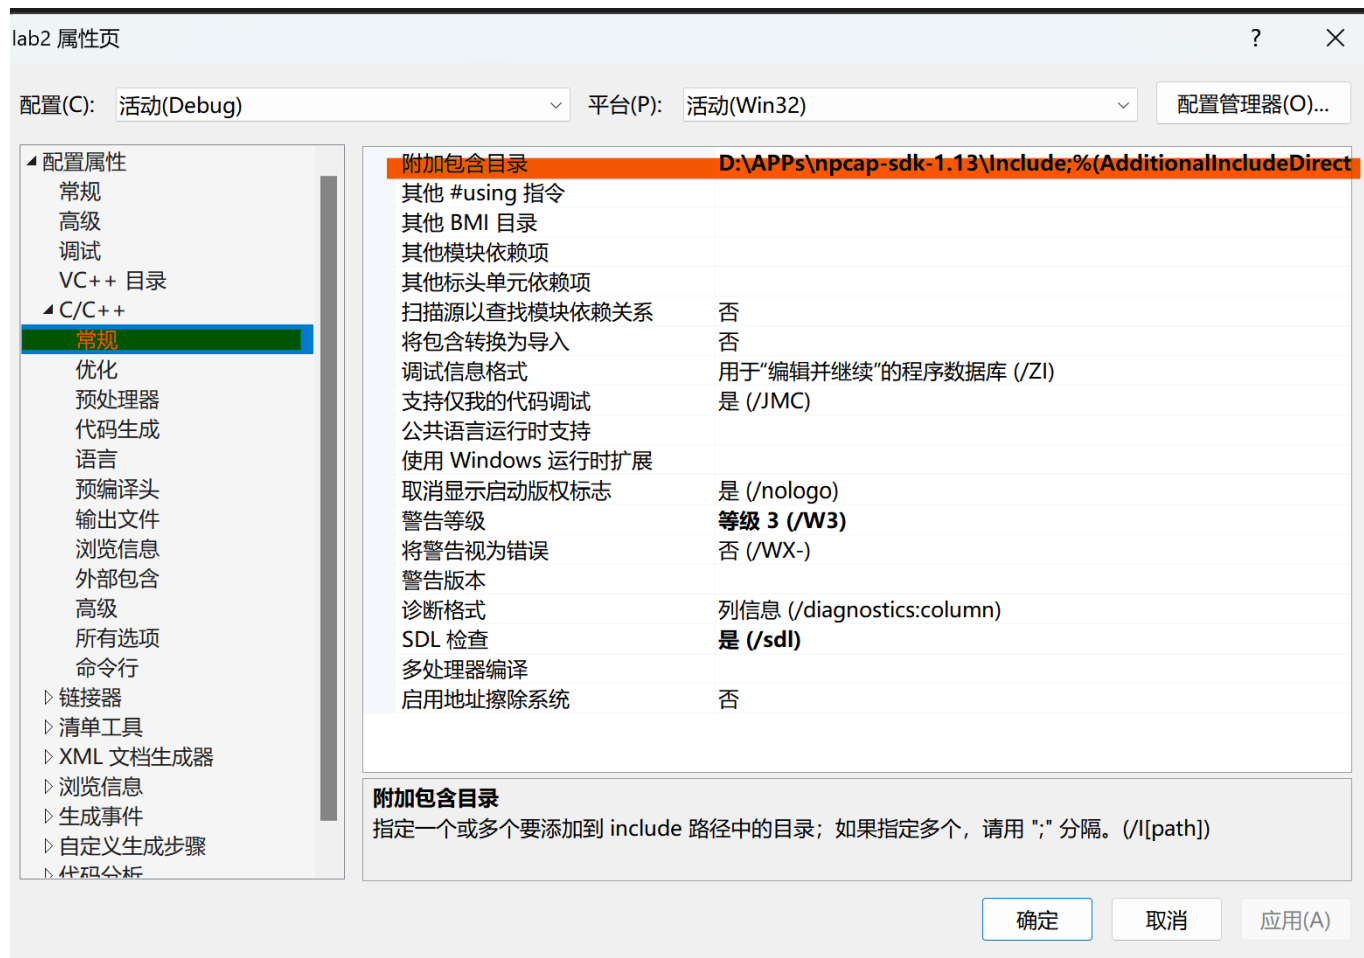 lab2 属性页
?
配置(C): 活动(Debug) 平台(P): 活动(Win32) 配置管理器(O)...
配置属性
常规
高级
调试
VC++ 目录
C/C++
常规
优化
预处理器
代码生成
语言
预编译头
输出文件
浏览信息
外部包含
高级
所有选项
命令行
链接器
清单工具
XML 文档生成器
浏览信息
生成事件
自定义生成步骤
代码分析
附加包含目录 D:\APPs\npcap-sdk-1.13\Include;%(AdditionalIncludeDirect
其他 #using 指令
其他 BMI 目录
其他模块依赖项
其他标头单元依赖项
扫描源以查找模块依赖关系 否
将包含转换为导入 否
调试信息格式 用于“编辑并继续”的程序数据库 (/ZI)
支持仅我的代码调试 是 (/JMC)
公共语言运行时支持
使用 Windows 运行时扩展
取消显示启动版权标志 是 (/nologo)
警告等级 等级 3 (/W3)
将警告视为错误 否 (/WX-)
警告版本
诊断格式 列信息 (/diagnostics:column)
SDL 检查 是 (/sdl)
多处理器编译
启用地址擦除系统 否
附加包含目录
指定一个或多个要添加到 include 路径中的目录；如果指定多个，请用 ";" 分隔。(/I[path])
确定 取消 应用(A)